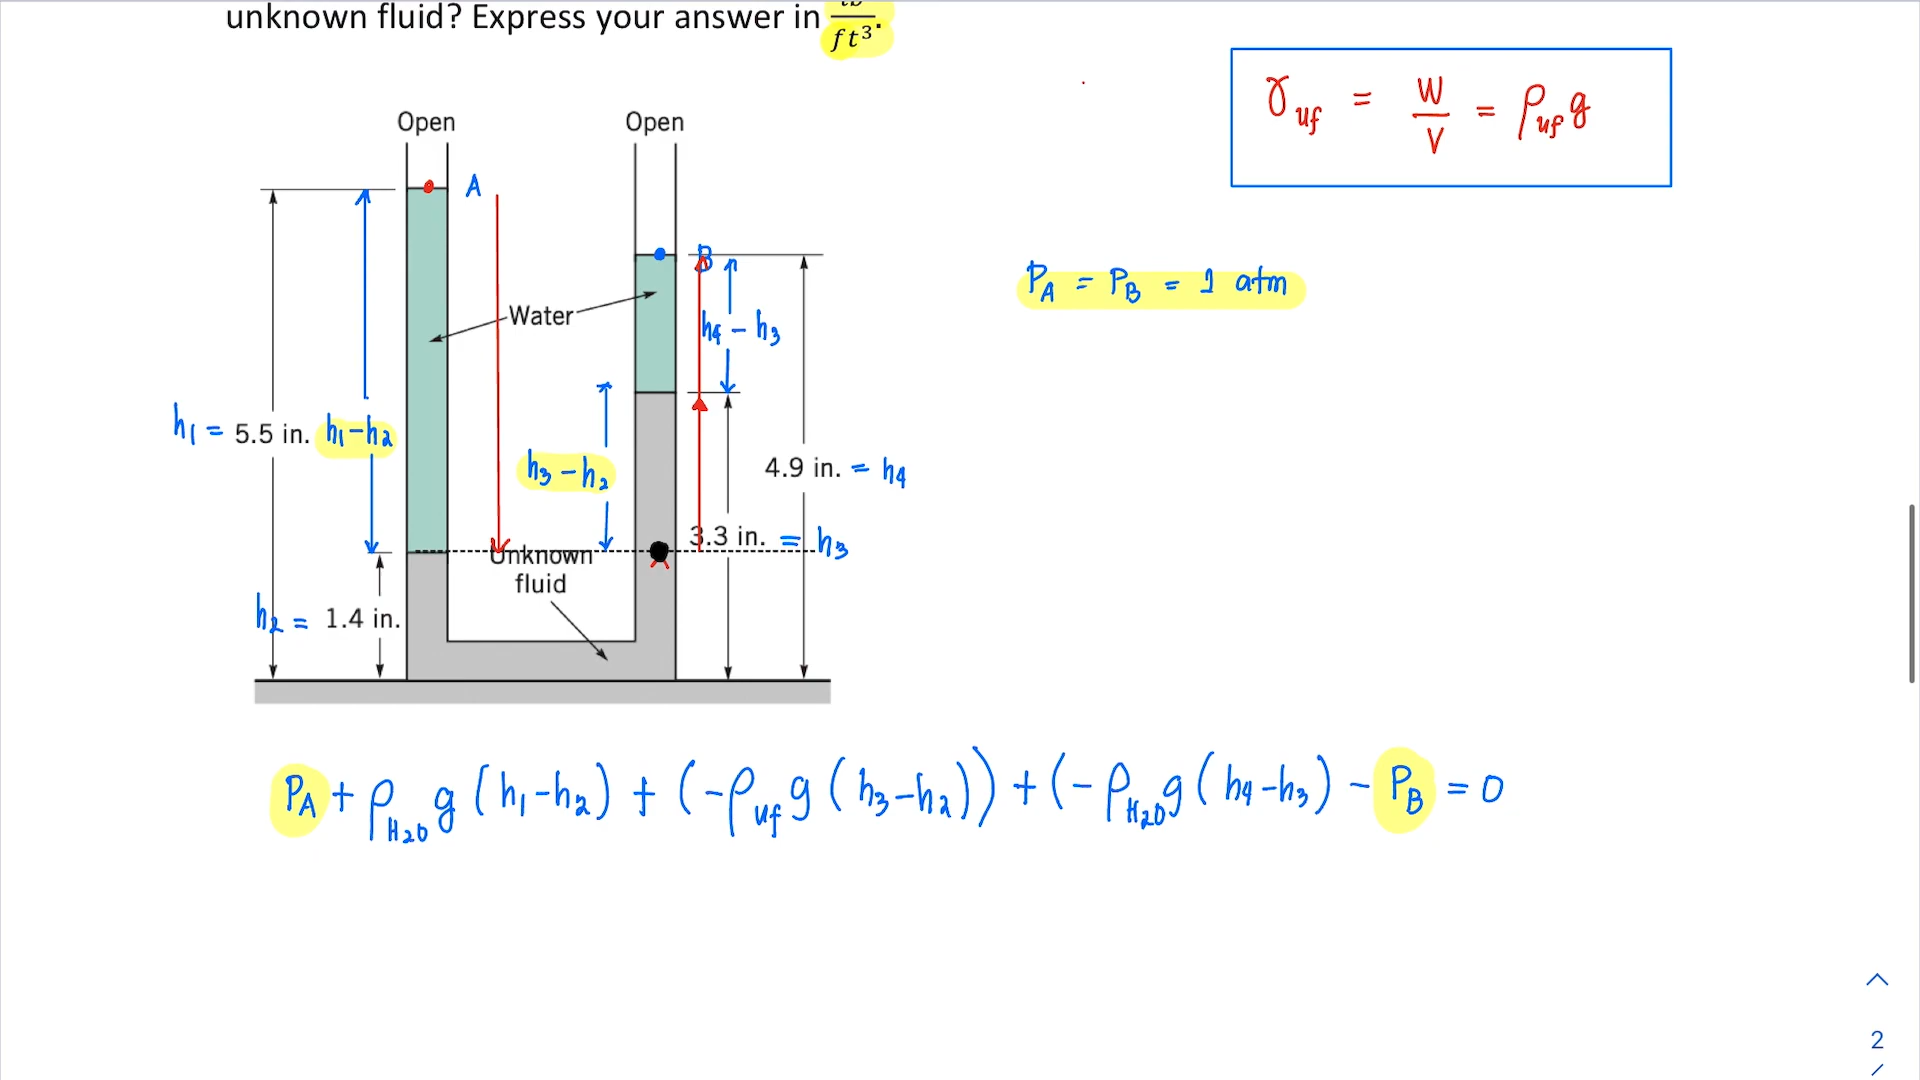 unknown fluid? Express your answer in lb/ft³.
γuf = W/V = ρuf g
Open Open
A
B
PA = PB = 1 atm
Water
h4 - h3
h1 = 5.5 in. h1-h2
h3 - h2
4.9 in. = h4
3.3 in. = h3
Unknown
fluid
h2 = 1.4 in.
PA + ρH2O g (h1-h2) + (-ρuf g (h3-h2)) + (-ρH2O g (h4-h3) - PB = 0
2